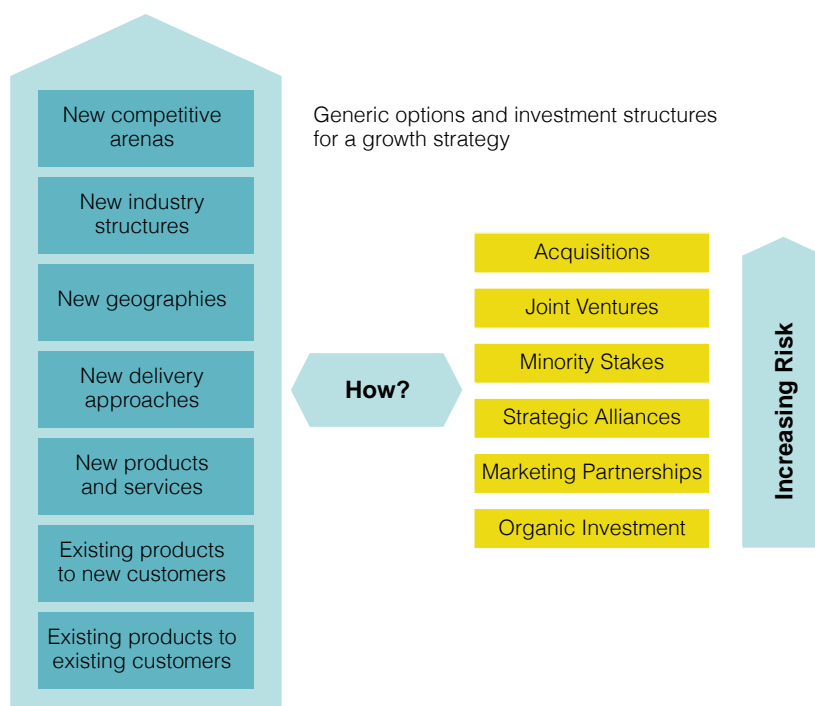 New competitive
arenas
New industry
structures
New geographies
New delivery
approaches
New products
and services
Existing products
to new customers
Existing products to
existing customers
Generic options and investment structures
for a growth strategy
How?
Acquisitions
Joint Ventures
Minority Stakes
Strategic Alliances
Marketing Partnerships
Organic Investment
Increasing Risk